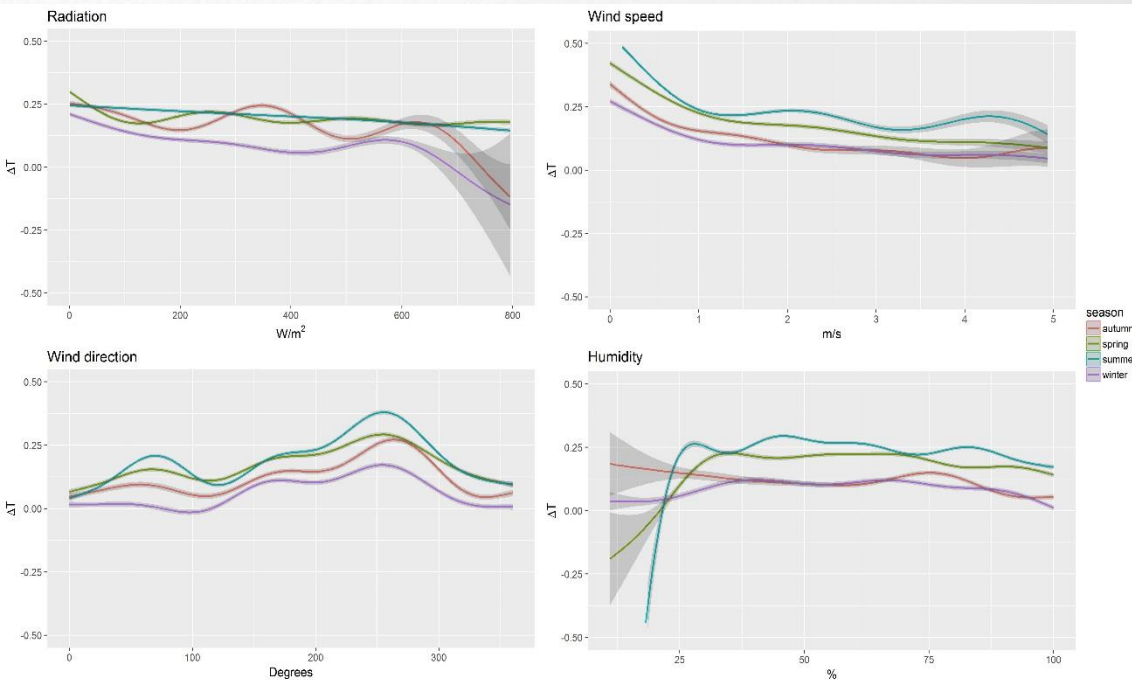 Radiation
0.50
0.25
0.00
-0.25
-0.50
ΔT
0 200 400 600 800
W/m²
Wind speed
0.50
0.25
0.00
-0.25
-0.50
ΔT
0 1 2 3 4 5
m/s
season
autumn
spring
summe
winter
Wind direction
0.50
0.25
0.00
-0.25
-0.50
ΔT
0 100 200 300
Degrees
Humidity
0.50
0.25
0.00
-0.25
-0.50
ΔT
25 50 75 100
%